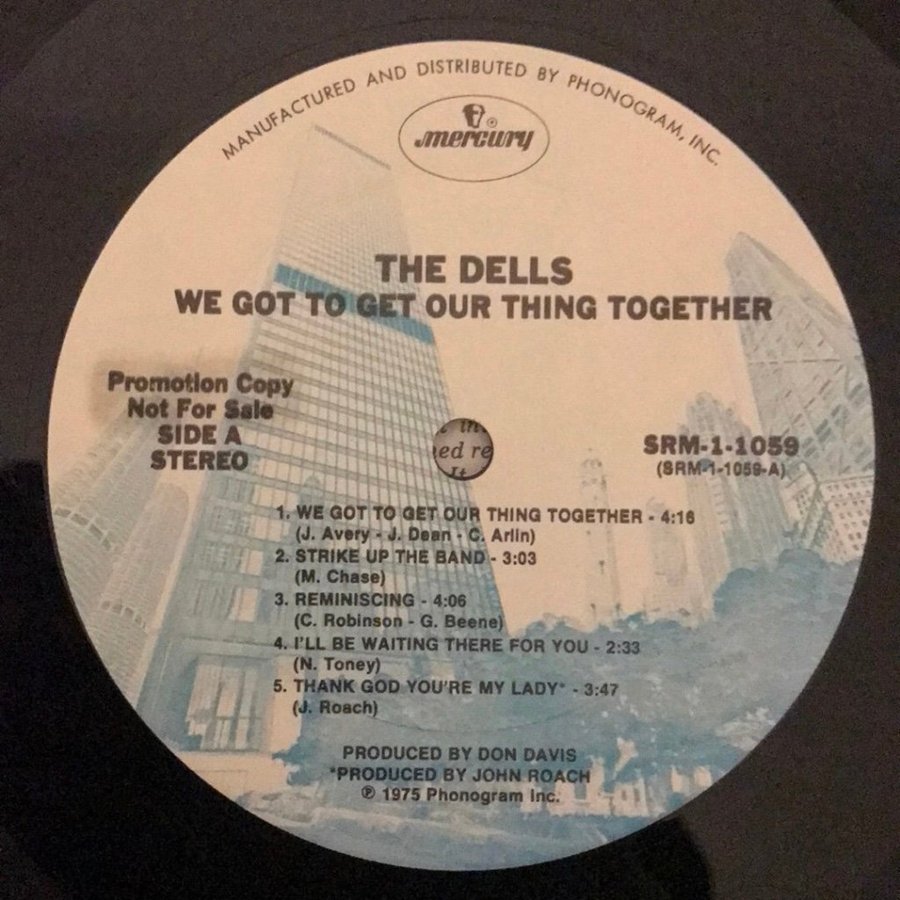 MANUFACTURED AND DISTRIBUTED BY PHONOGRAM, INC.
mercury ®
THE DELLS
WE GOT TO GET OUR THING TOGETHER
Promotion Copy
Not For Sale
SIDE A
STEREO
SRM-1-1059
(SRM-1-1059-A)
ed re
It
1. WE GOT TO GET OUR THING TOGETHER - 4:16
(J. Avery - J. Dean - C. Arlin)
2. STRIKE UP THE BAND - 3:03
(M. Chase)
3. REMINISCING - 4:06
(C. Robinson - G. Beene)
4. I'LL BE WAITING THERE FOR YOU - 2:33
(N. Toney)
5. THANK GOD YOU'RE MY LADY* - 3:47
(J. Roach)
PRODUCED BY DON DAVIS
*PRODUCED BY JOHN ROACH
℗ 1975 Phonogram Inc.